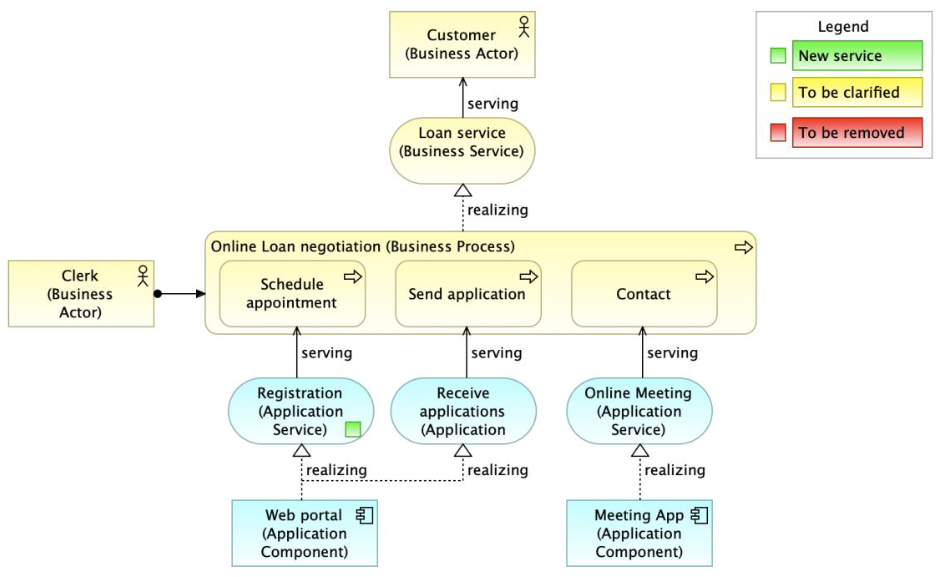 Customer
(Business Actor)
Legend
New service
To be clarified
To be removed
serving
Loan service
(Business Service)
realizing
Online Loan negotiation (Business Process)
Clerk
(Business
Actor)
Schedule
appointment
Send application
Contact
serving
serving
serving
Registration
(Application
Service)
Receive
applications
(Application
Online Meeting
(Application
Service)
realizing
realizing
realizing
Web portal
(Application
Component)
Meeting App
(Application
Component)